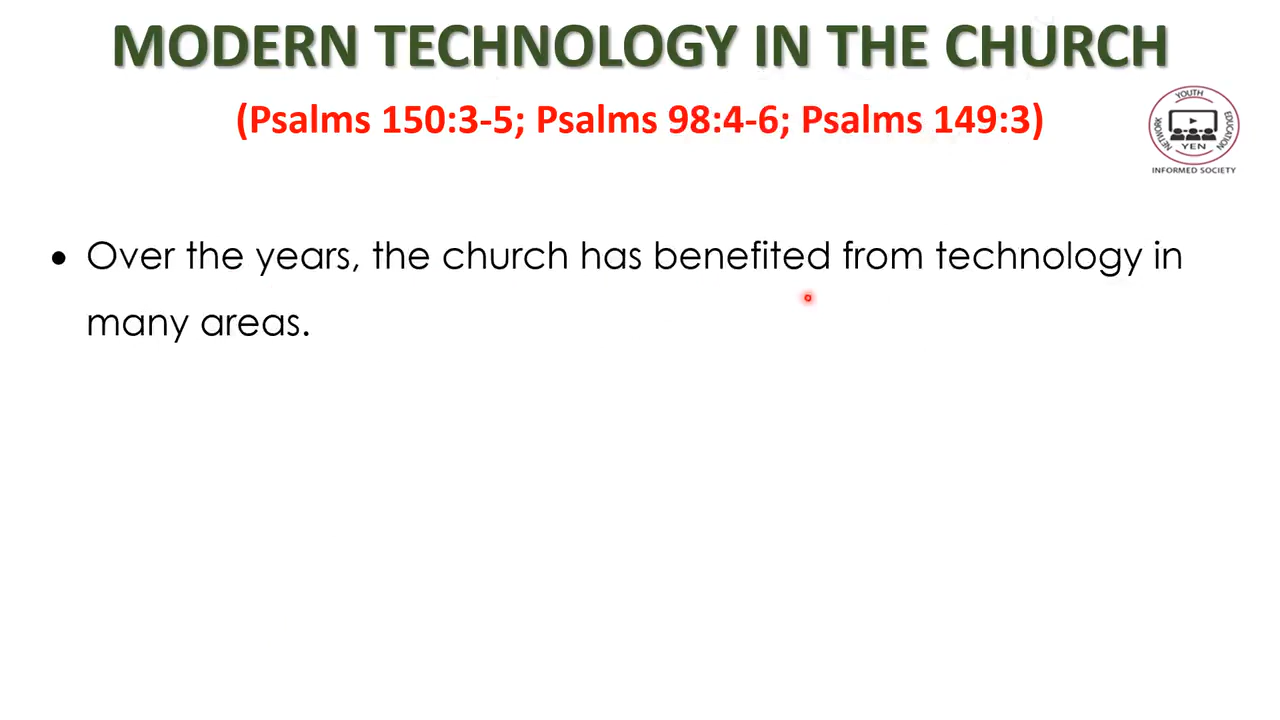 MODERN TECHNOLOGY IN THE CHURCH
(Psalms 150:3-5; Psalms 98:4-6; Psalms 149:3)
YOUTH
EDUCATION
NETWORK
YEN
INFORMED SOCIETY
• Over the years, the church has benefited from technology in
many areas.